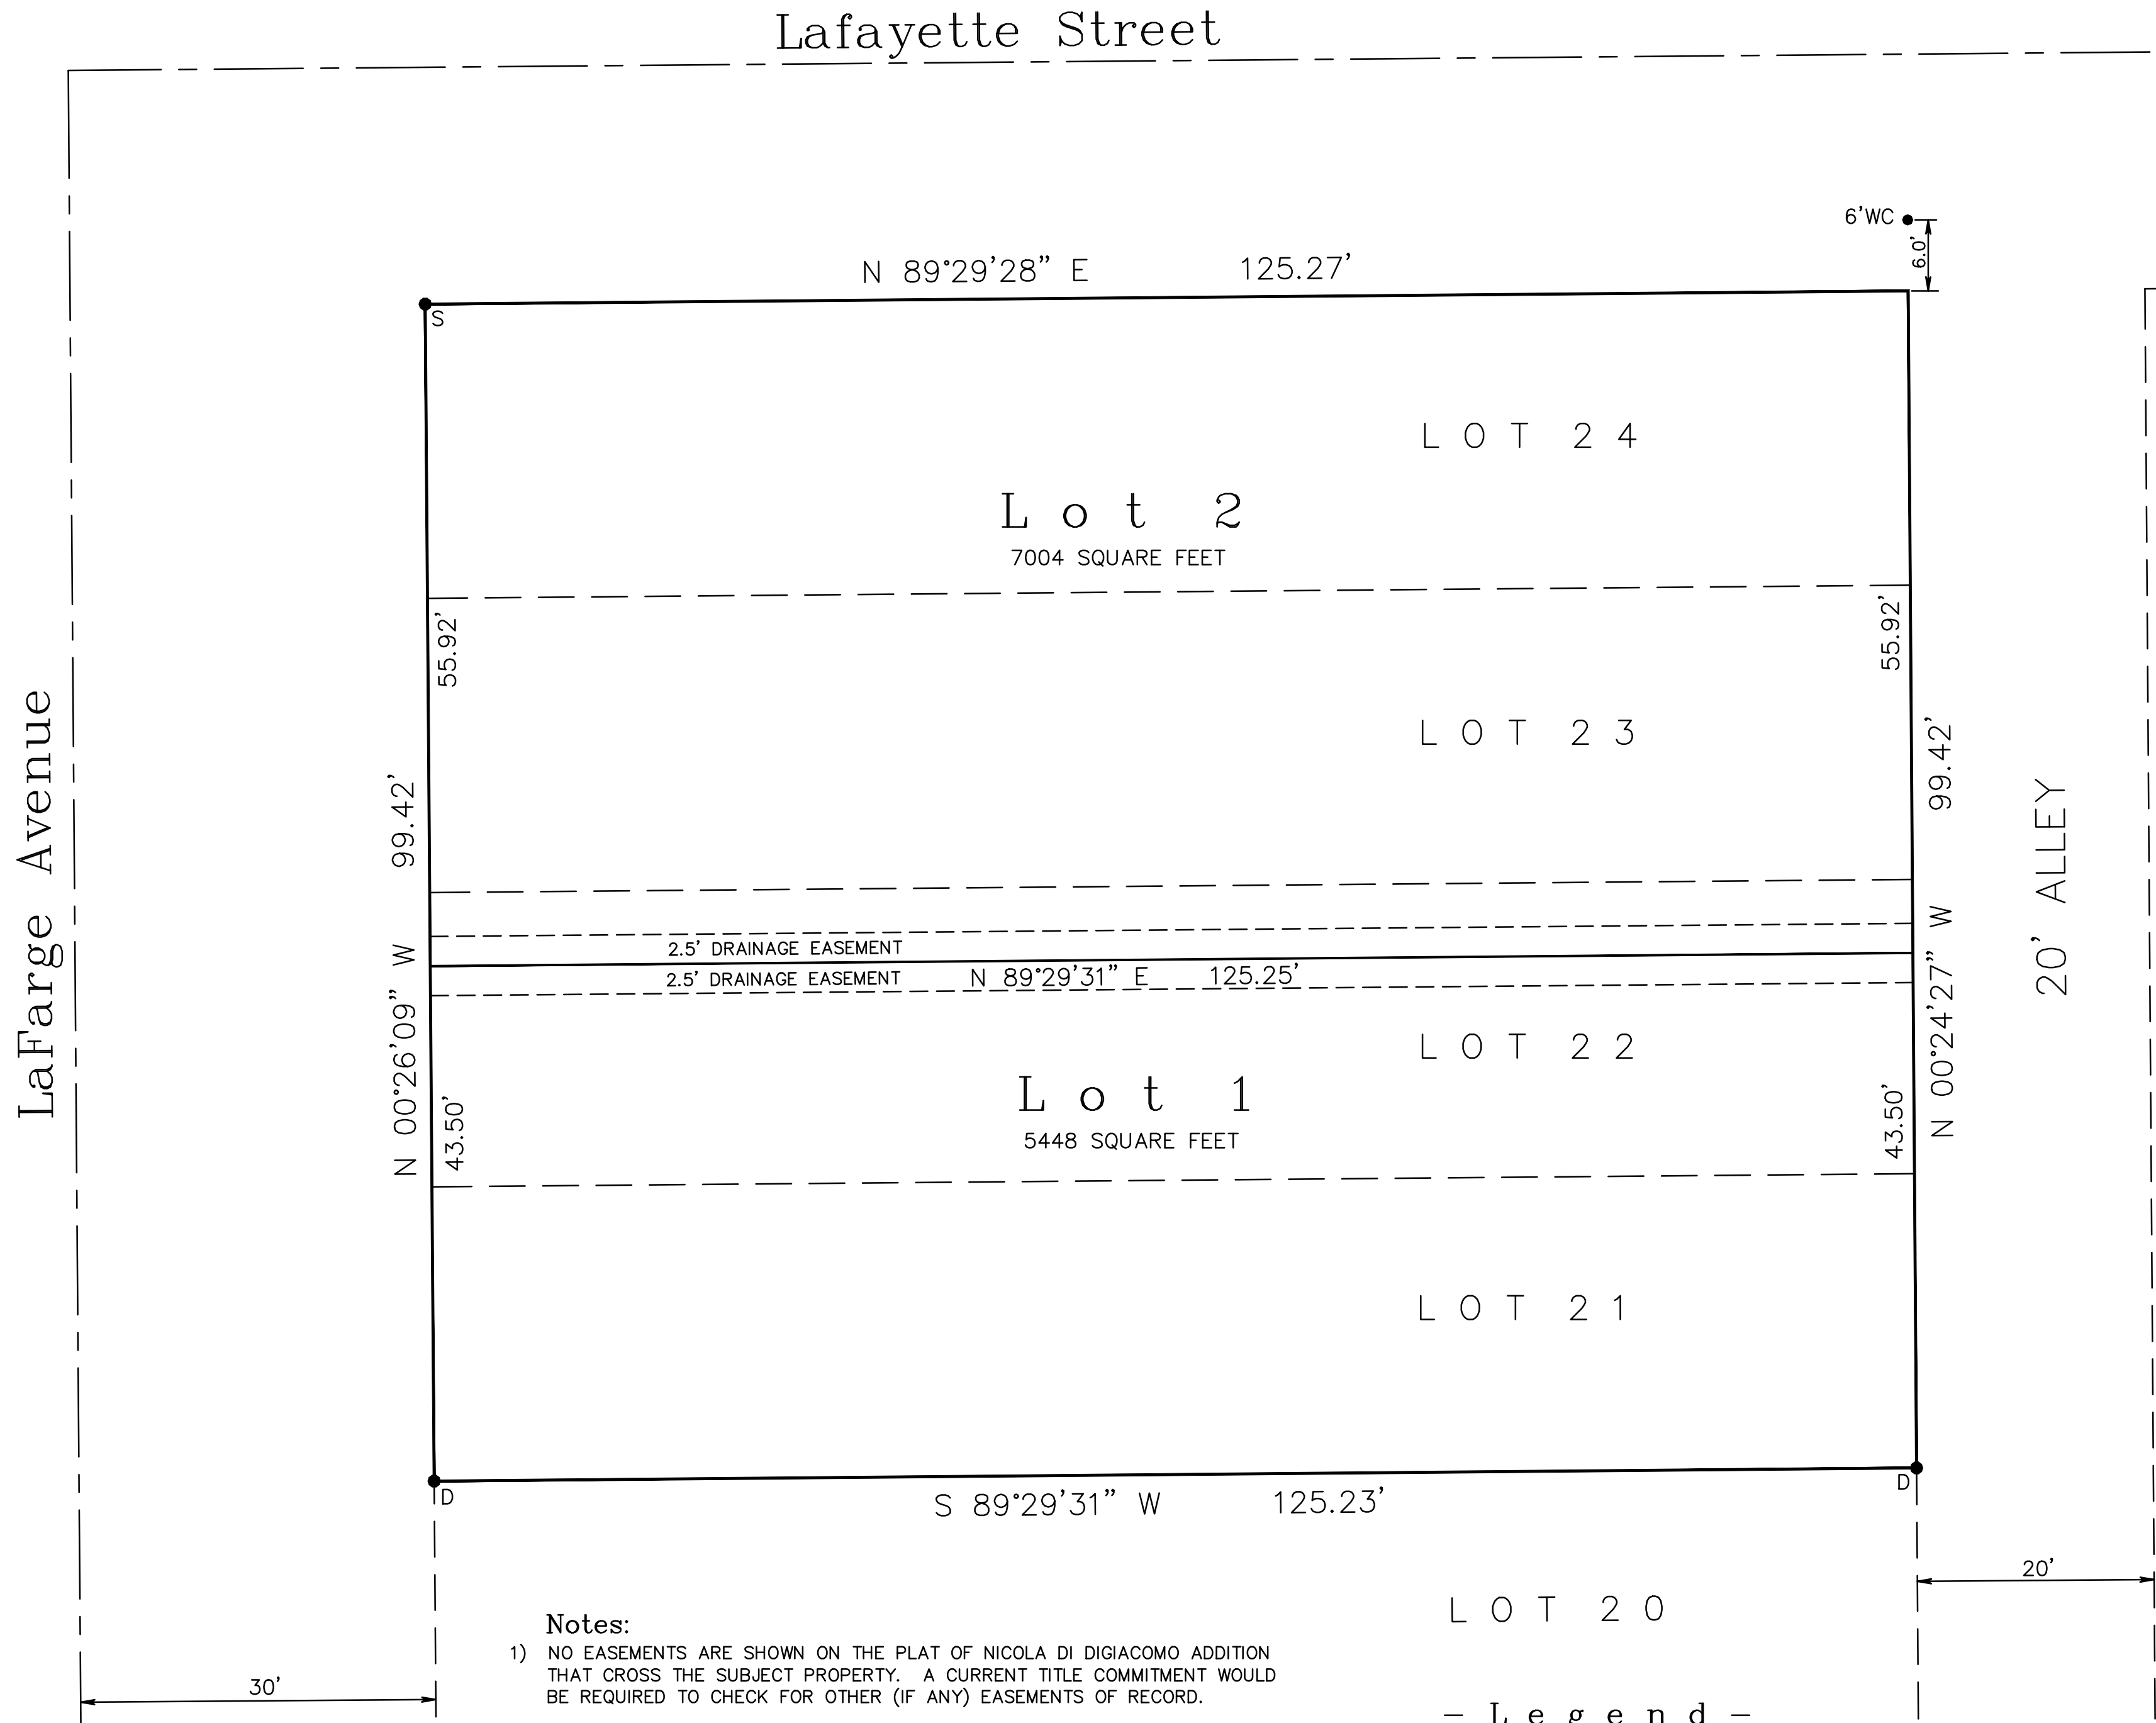 Lafayette Street
6'WC
6.0'
N 89°29'28" E 125.27'
S
LOT 24
Lot 2
7004 SQUARE FEET
55.92'
55.92'
LOT 23
LaFarge Avenue
N 00°26'09" W 99.42'
N 00°24'27" W 99.42'
20' ALLEY
2.5' DRAINAGE EASEMENT
2.5' DRAINAGE EASEMENT N 89°29'31" E 125.25'
LOT 22
Lot 1
5448 SQUARE FEET
43.50'
43.50'
LOT 21
D
D
S 89°29'31" W 125.23'
20'
LOT 20
Notes:
1) NO EASEMENTS ARE SHOWN ON THE PLAT OF NICOLA DI DIGIACOMO ADDITION
THAT CROSS THE SUBJECT PROPERTY. A CURRENT TITLE COMMITMENT WOULD
BE REQUIRED TO CHECK FOR OTHER (IF ANY) EASEMENTS OF RECORD.
30'
- Legend -